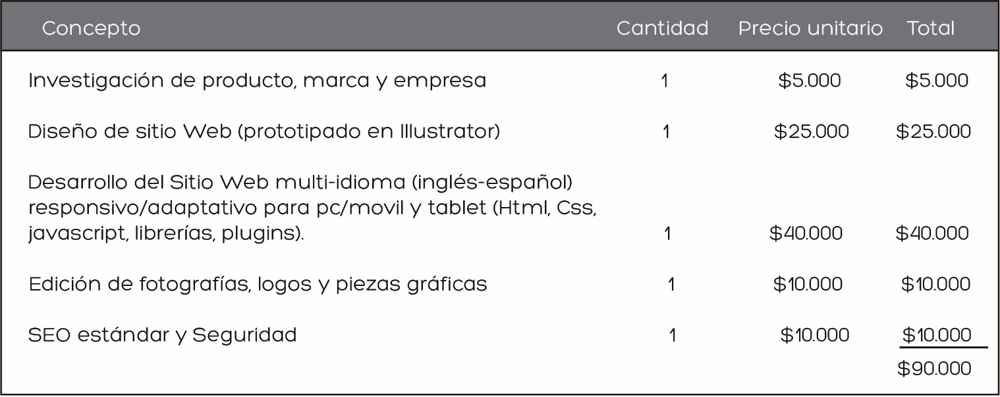 Concepto Cantidad Precio unitario Total
Investigación de producto, marca y empresa 1 $5.000 $5.000
Diseño de sitio Web (prototipado en Illustrator) 1 $25.000 $25.000
Desarrollo del Sitio Web multi-idioma (inglés-español)
responsivo/adaptativo para pc/movil y tablet (Html, Css,
javascript, librerías, plugins). 1 $40.000 $40.000
Edición de fotografías, logos y piezas gráficas 1 $10.000 $10.000
SEO estándar y Seguridad 1 $10.000 $10.000
$90.000